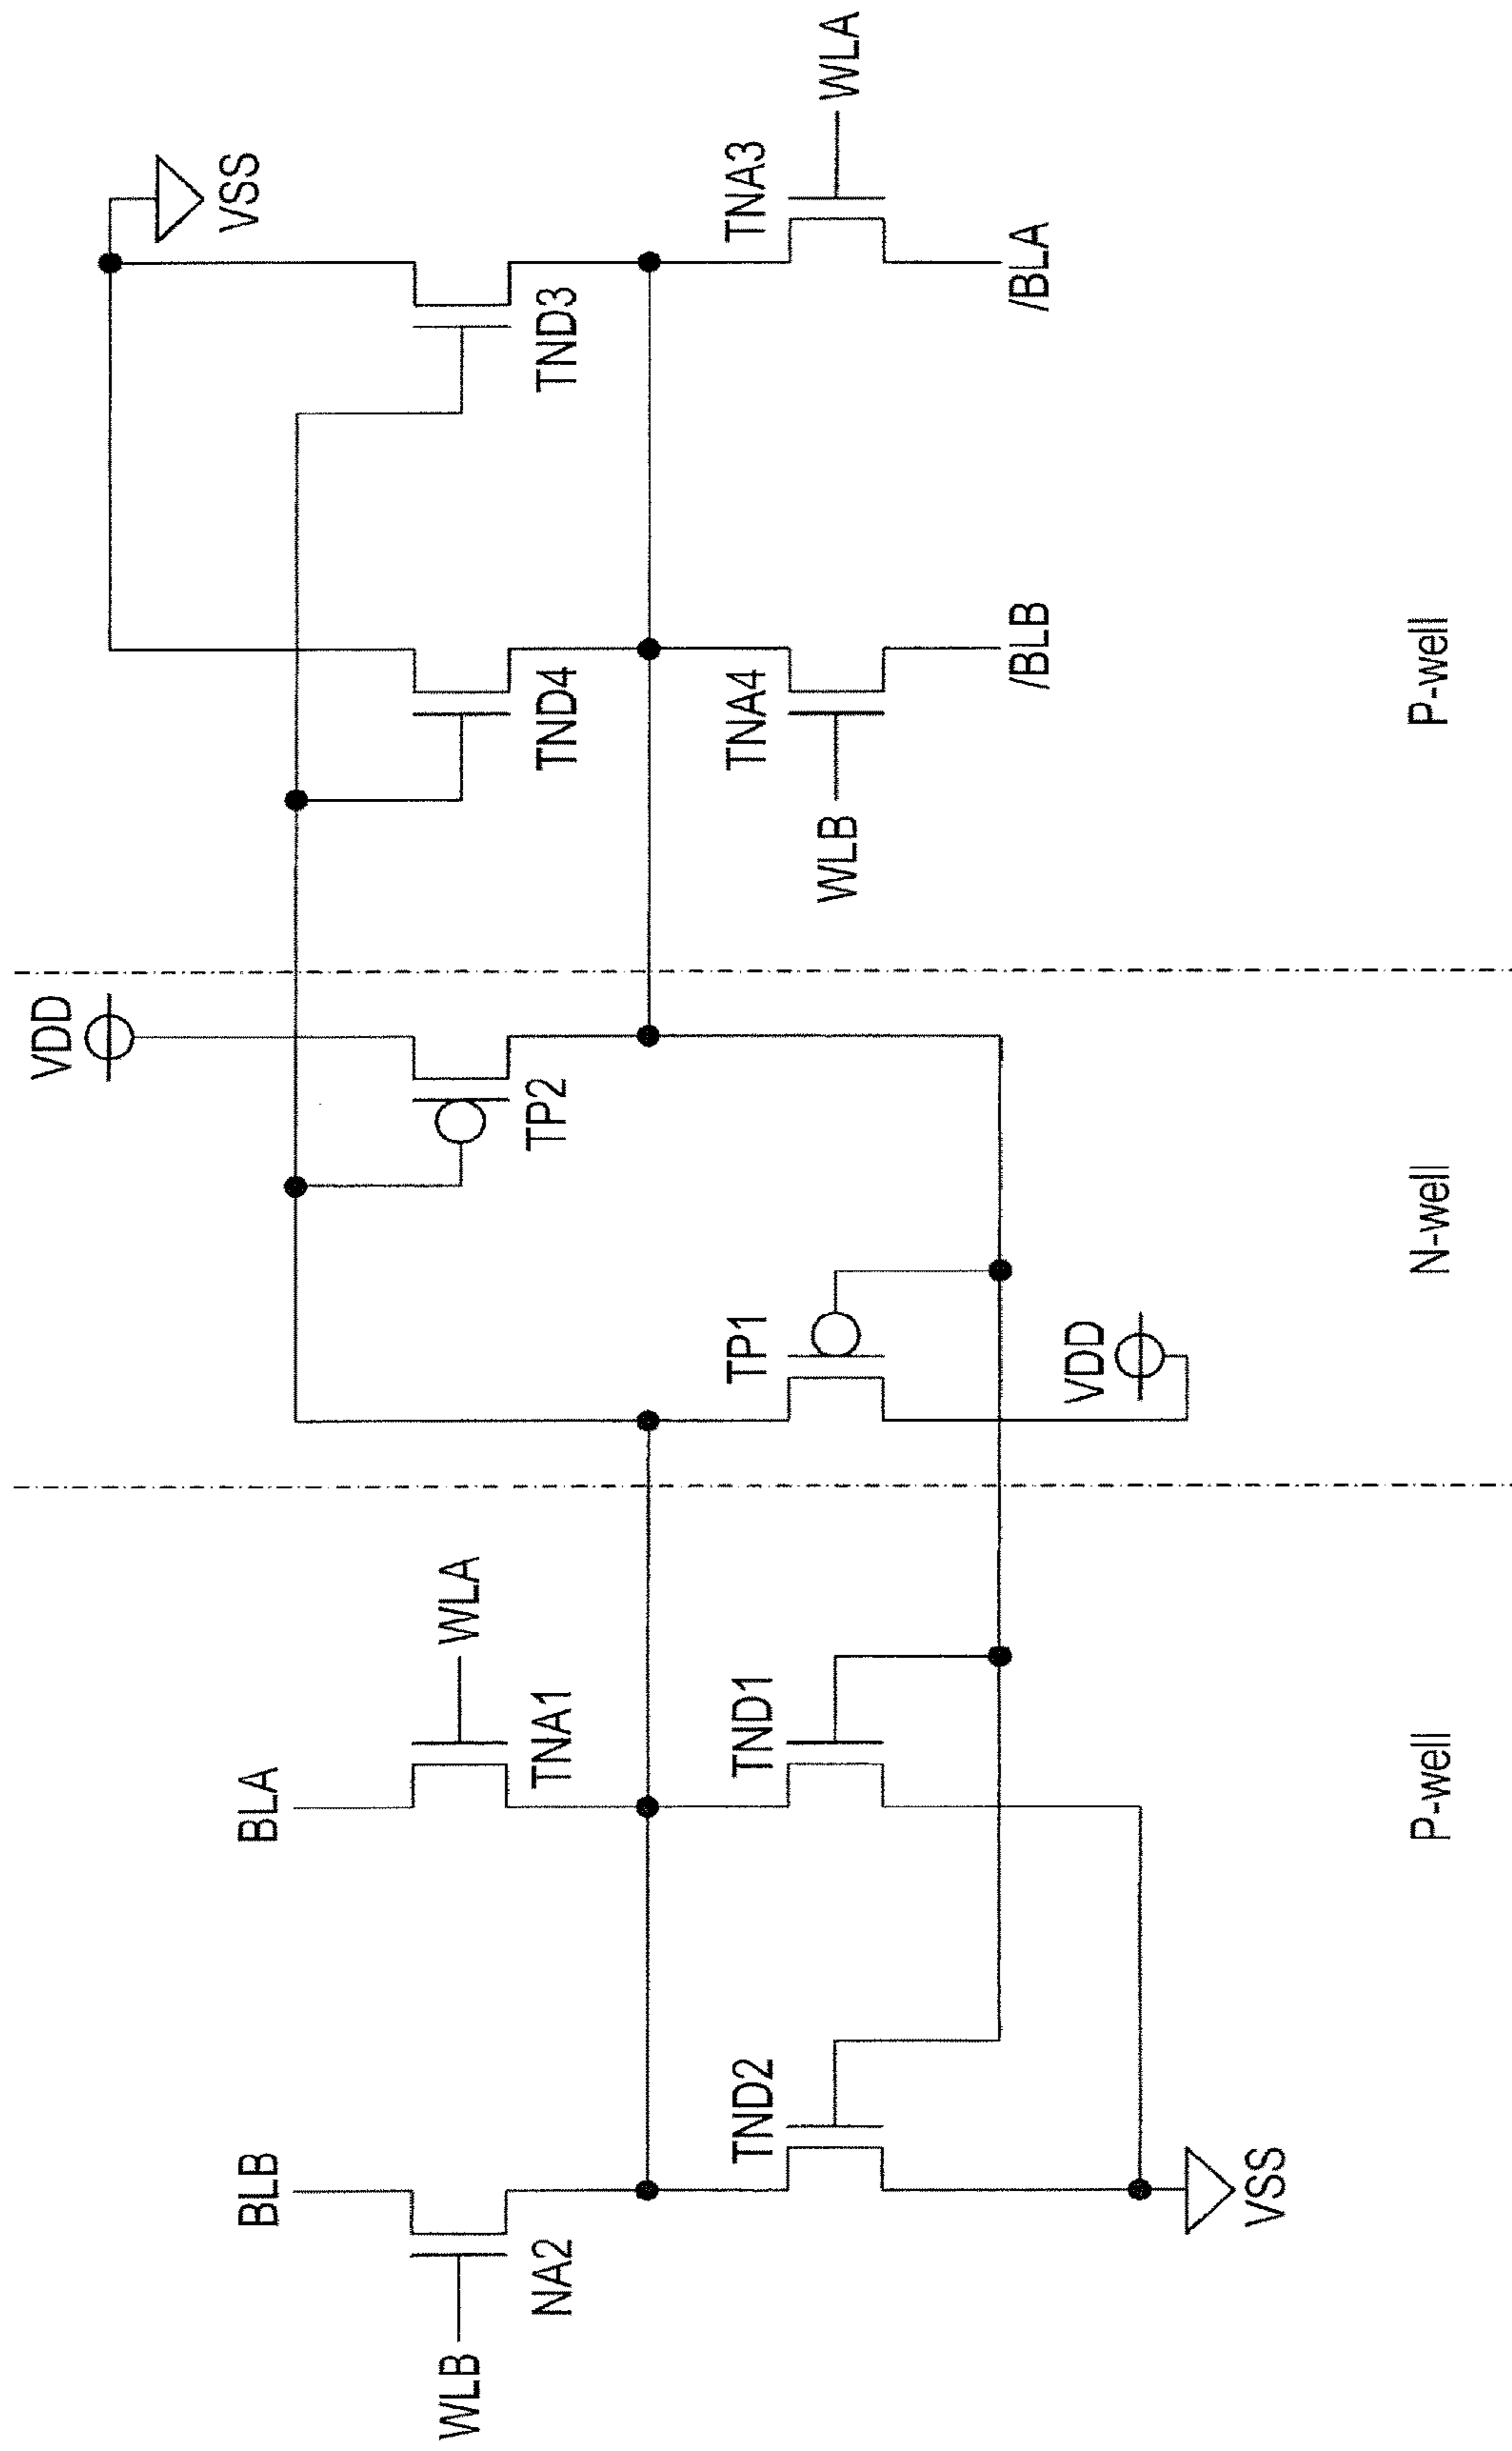 VDD
BLB
BLA
VSS
WLB
WLA
NA2
TNA1
TP2
TND4
TND3
TND2
TND1
TP1
TNA4
TNA3
WLB
WLA
/BLB
/BLA
VDD
VSS
P-well
N-well
P-well